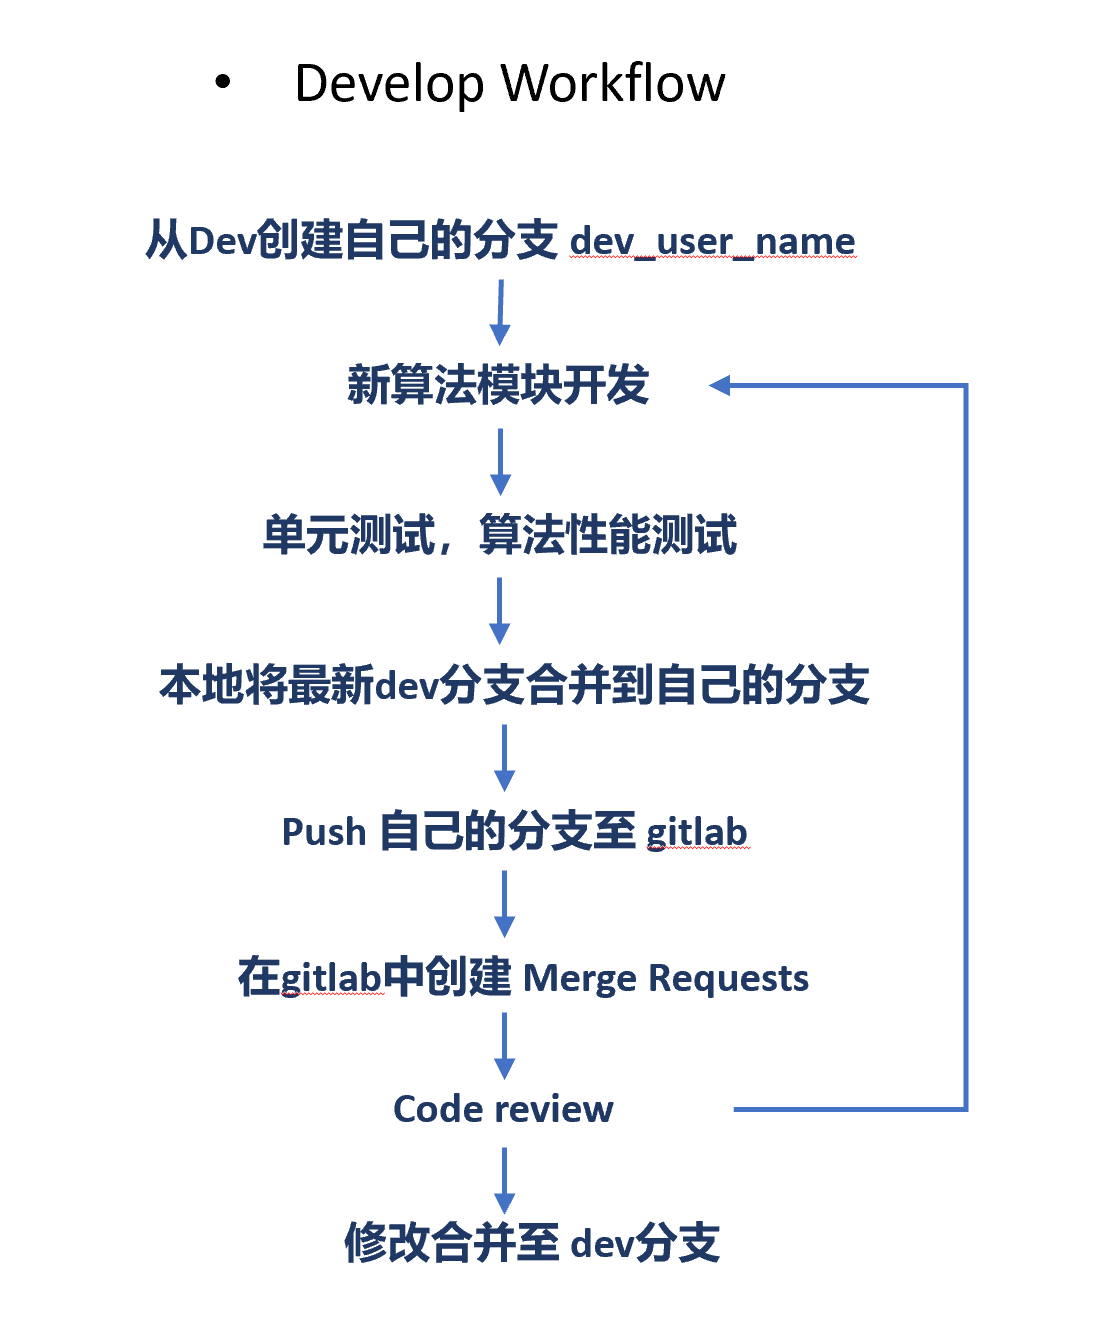 • Develop Workflow
从Dev创建自己的分支 dev_user_name
新算法模块开发
单元测试，算法性能测试
本地将最新dev分支合并到自己的分支
Push 自己的分支至 gitlab
在gitlab中创建 Merge Requests
Code review
修改合并至 dev分支